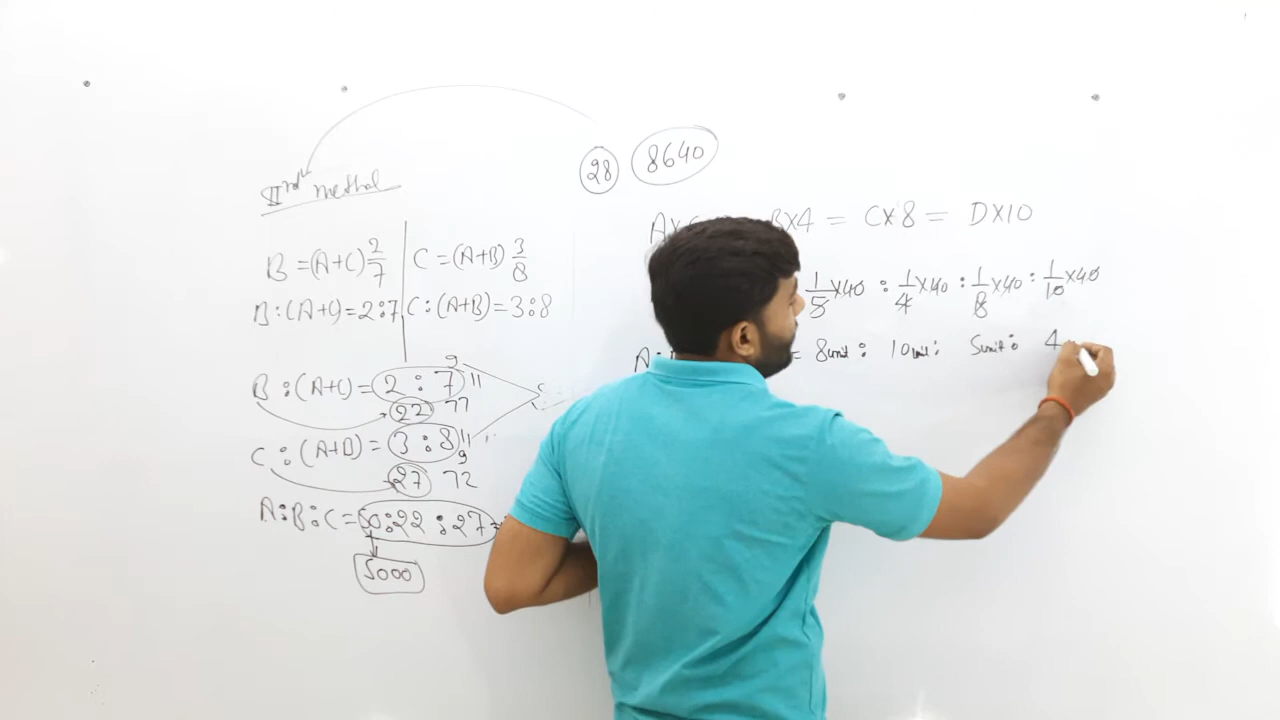 28 8640
IIrd method
B = (A+C) 2/7
C = (A+B) 3/8
B : (A+C) = 2:7
C : (A+B) = 3:8
B : (A+C) = 2 : 7
9
11
22 77
C : (A+B) = 3 : 8
11
9
27 72
A:B:C = 50:22:27 =
5000
B×4 = C×8 = D×10
1/5×40 : 1/4×40 : 1/8×40 : 1/10×40
A: = 8unit : 10unit : 5unit : 4